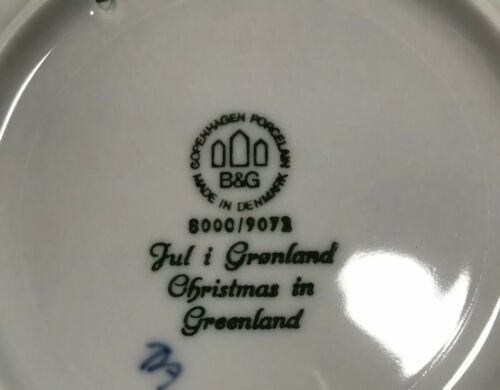 COPENHAGEN PORCELAIN
B&G
MADE IN DENMARK
8000/9072
Jul i Grønland
Christmas in
Greenland